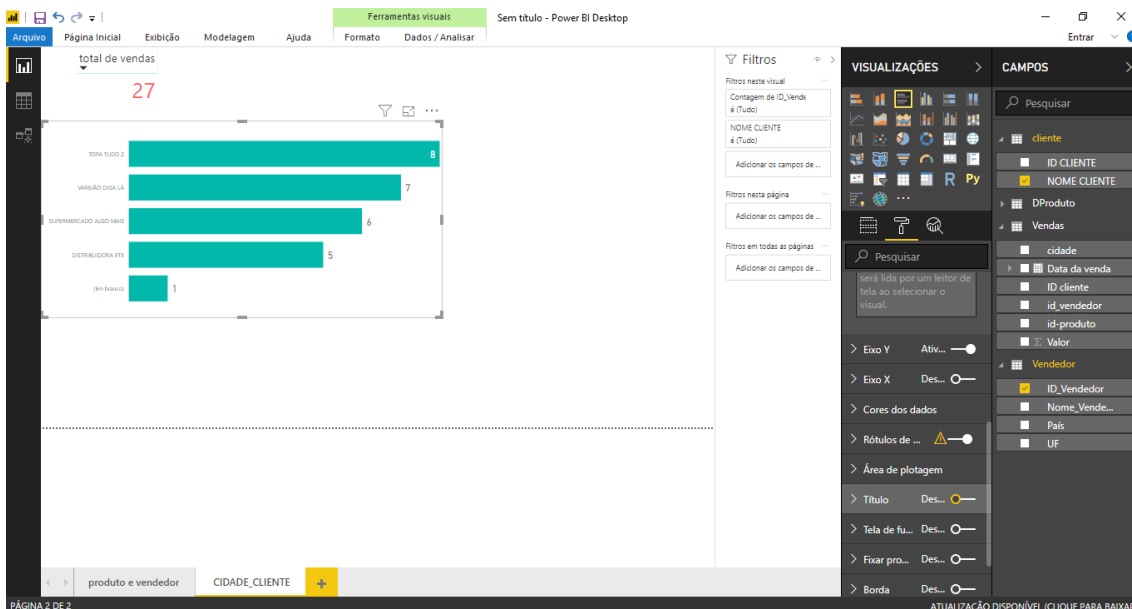 Ferramentas visuais
Sem título - Power BI Desktop
Arquivo
Página Inicial
Exibição
Modelagem
Ajuda
Formato
Dados / Analisar
Entrar
total de vendas
27
TOPA TUDO Z
8
VAREJÃO DIGA LÁ
7
SUPERMERCADO ALGO MAIS
6
DISTRIBUIDORA ETX
5
(Em branco)
1
Filtros
Filtros neste visual
Contagem de ID_Vende
é (Tudo)
NOME CLIENTE
é (Tudo)
Adicionar os campos de ...
Filtros nesta página
Adicionar os campos de ...
Filtros em todas as páginas
Adicionar os campos de ...
VISUALIZAÇÕES
R
Py
Pesquisar
será lida por um leitor de
tela ao selecionar o
visual.
Eixo Y Ativ...
Eixo X Des...
Cores dos dados
Rótulos de ...
Área de plotagem
Título Des...
Tela de fu... Des...
Fixar pro... Des...
Borda Des...
CAMPOS
Pesquisar
cliente
ID CLIENTE
NOME CLIENTE
DProduto
Vendas
cidade
Data da venda
ID cliente
id_vendedor
id-produto
Σ Valor
Vendedor
ID_Vendedor
Nome_Vende...
País
UF
produto e vendedor
CIDADE_CLIENTE
PÁGINA 2 DE 2
ATUALIZAÇÃO DISPONÍVEL (CLIQUE PARA BAIXAR